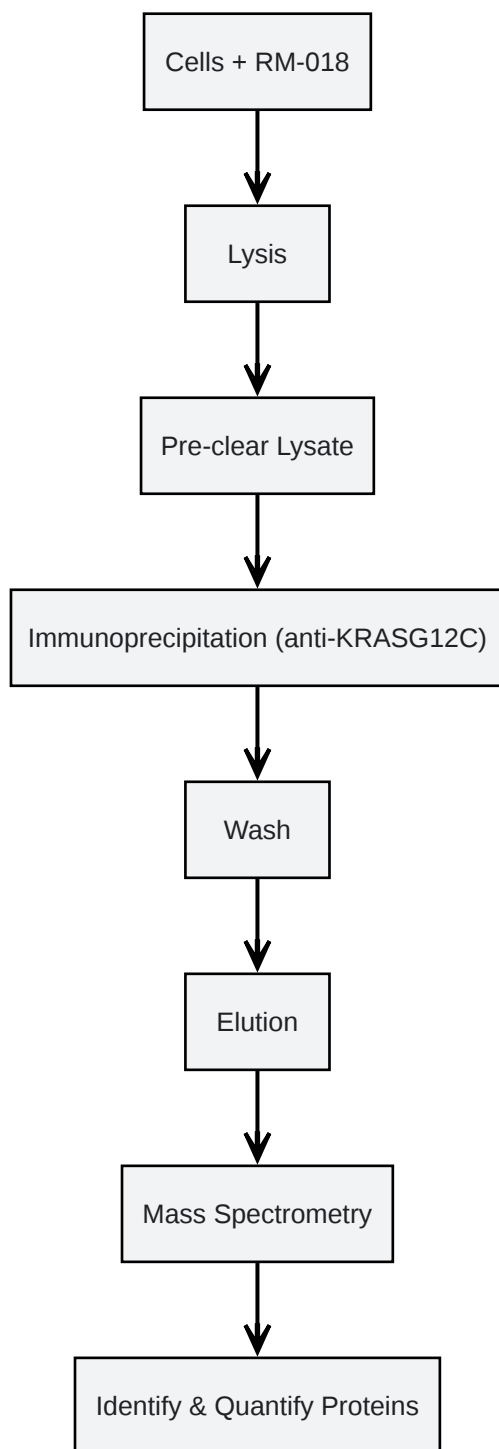 Cells + RM-018
Lysis
Pre-clear Lysate
Immunoprecipitation (anti-KRASG12C)
Wash
Elution
Mass Spectrometry
Identify & Quantify Proteins